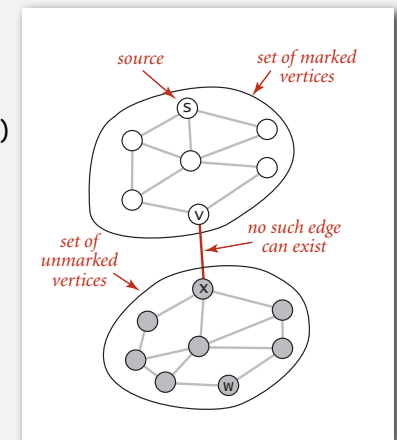 source
set of marked
vertices
S
)
V
set of
unmarked
vertices
no such edge
can exist
X
W